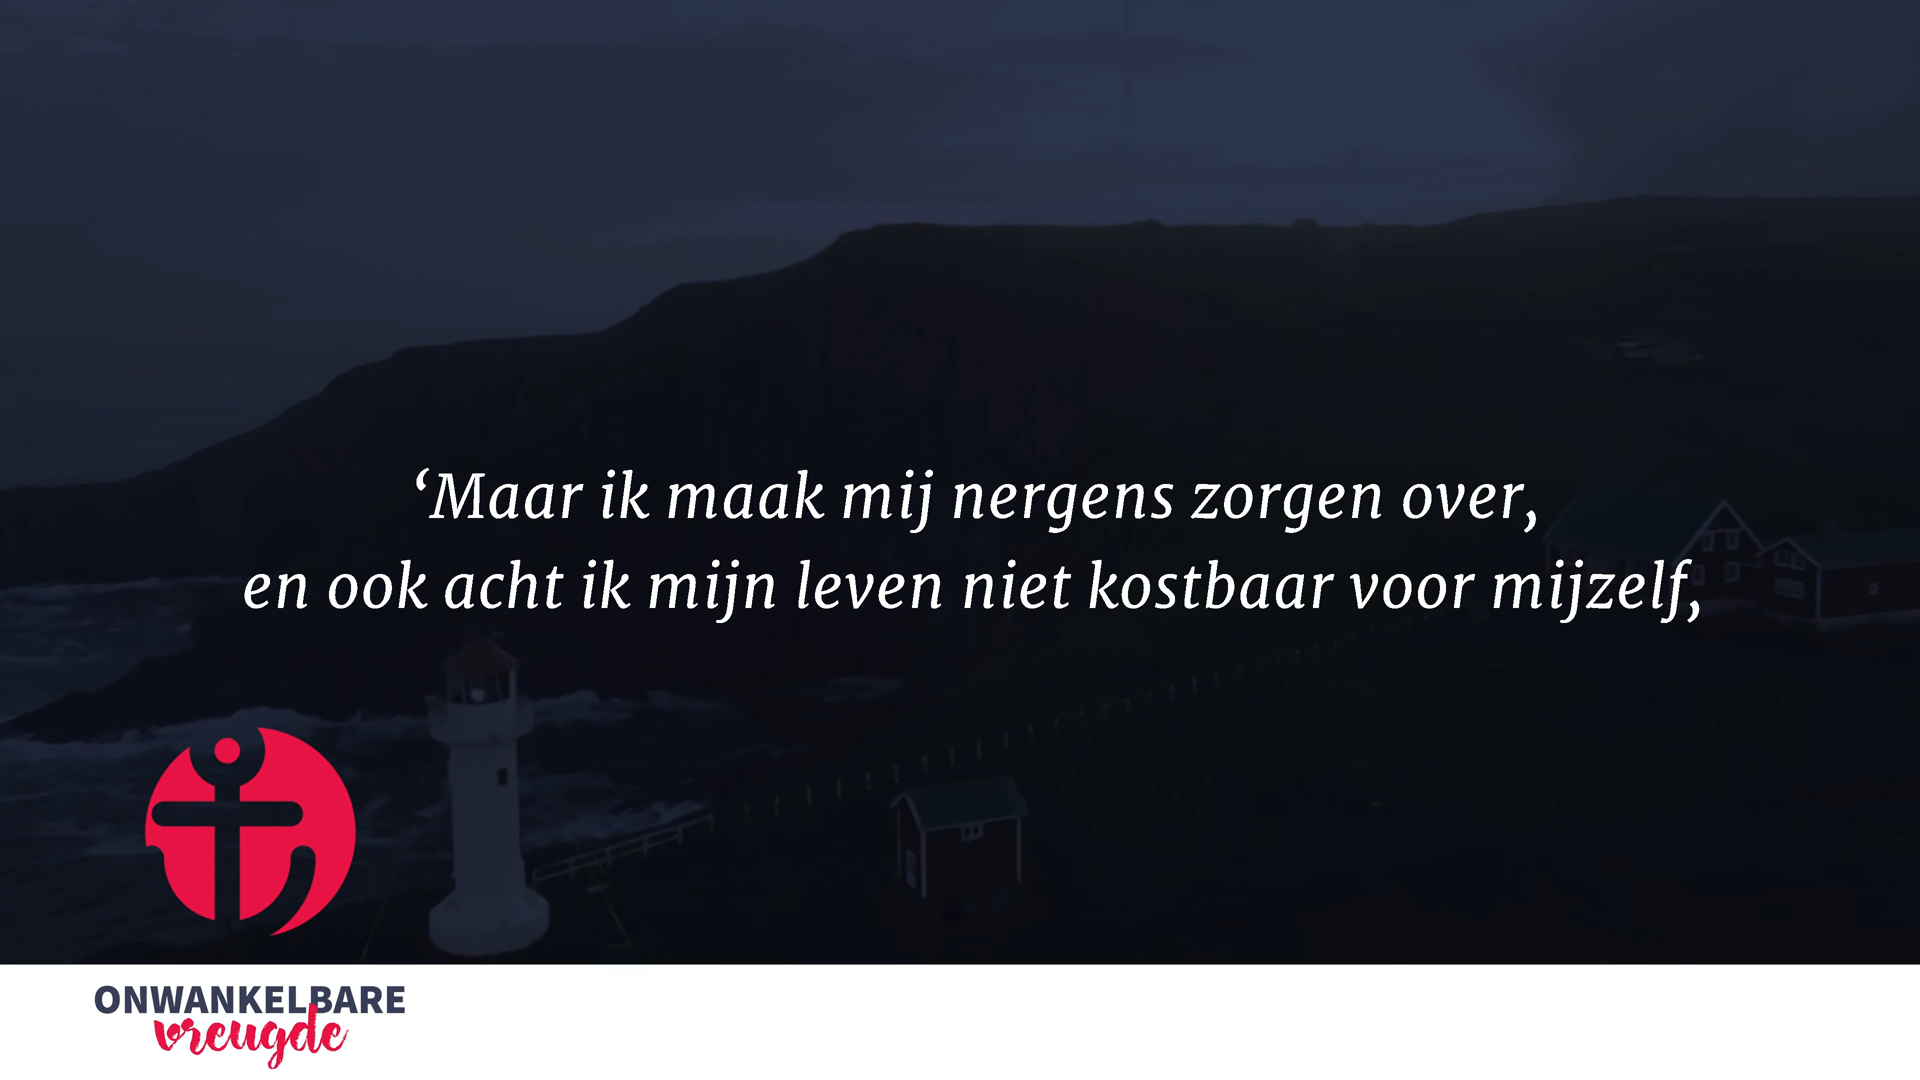 ‘Maar ik maak mij nergens zorgen over,
en ook acht ik mijn leven niet kostbaar voor mijzelf,
ONWANKELBARE
vreugde